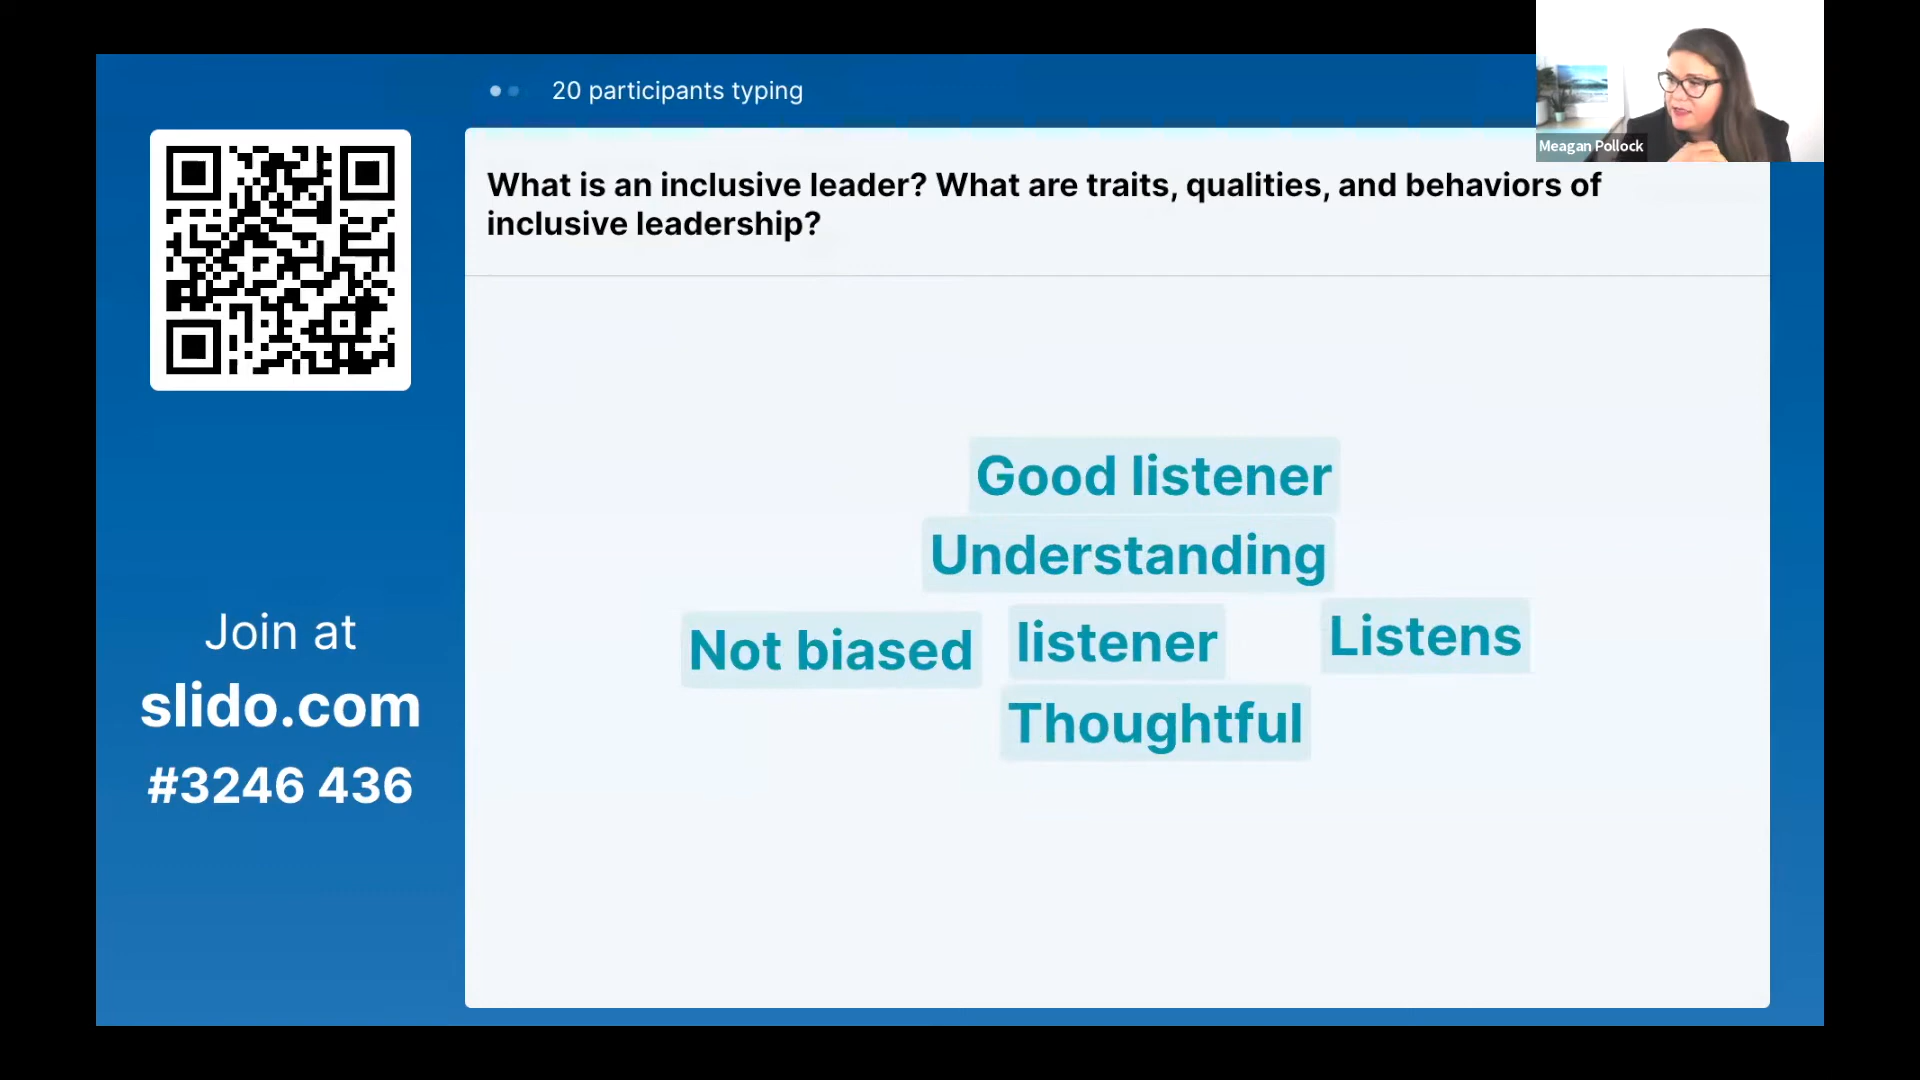 20 participants typing
Meagan Pollock
What is an inclusive leader? What are traits, qualities, and behaviors of
inclusive leadership?
Good listener
Understanding
Not biased
listener
Listens
Thoughtful
Join at
slido.com
#3246 436